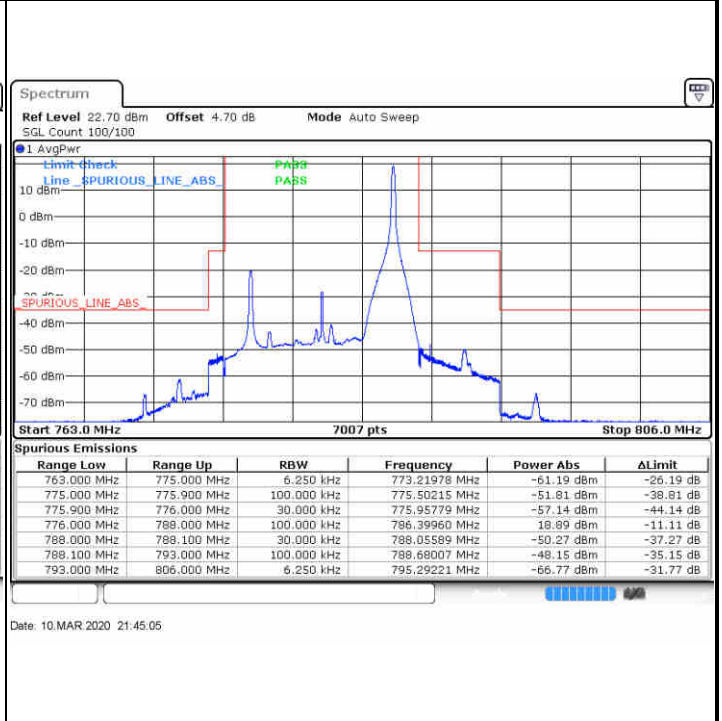 Spectrum
Ref Level 22.70 dBm Offset 4.70 dB Mode Auto Sweep
SGL Count 100/100
1 AvgPwr
Limit Check PASS
Line _SPURIOUS_LINE_ABS_ PASS
10 dBm
0 dBm
-10 dBm
-20 dBm
-30 dBm
_SPURIOUS_LINE_ABS_
-40 dBm
-50 dBm
-60 dBm
-70 dBm
Start 763.0 MHz 7007 pts Stop 806.0 MHz
Spurious Emissions
Range Low Range Up RBW Frequency Power Abs ΔLimit
763.000 MHz 775.000 MHz 6.250 kHz 773.21978 MHz -61.19 dBm -26.19 dB
775.000 MHz 775.900 MHz 100.000 kHz 775.50215 MHz -51.81 dBm -38.81 dB
775.900 MHz 776.000 MHz 30.000 kHz 775.95779 MHz -57.14 dBm -44.14 dB
776.000 MHz 788.000 MHz 100.000 kHz 786.39960 MHz 18.89 dBm -11.11 dB
788.000 MHz 788.100 MHz 30.000 kHz 788.05589 MHz -50.27 dBm -37.27 dB
788.100 MHz 793.000 MHz 100.000 kHz 788.68007 MHz -48.15 dBm -35.15 dB
793.000 MHz 806.000 MHz 6.250 kHz 795.29221 MHz -66.77 dBm -31.77 dB
Date: 10.MAR.2020 21:45:05